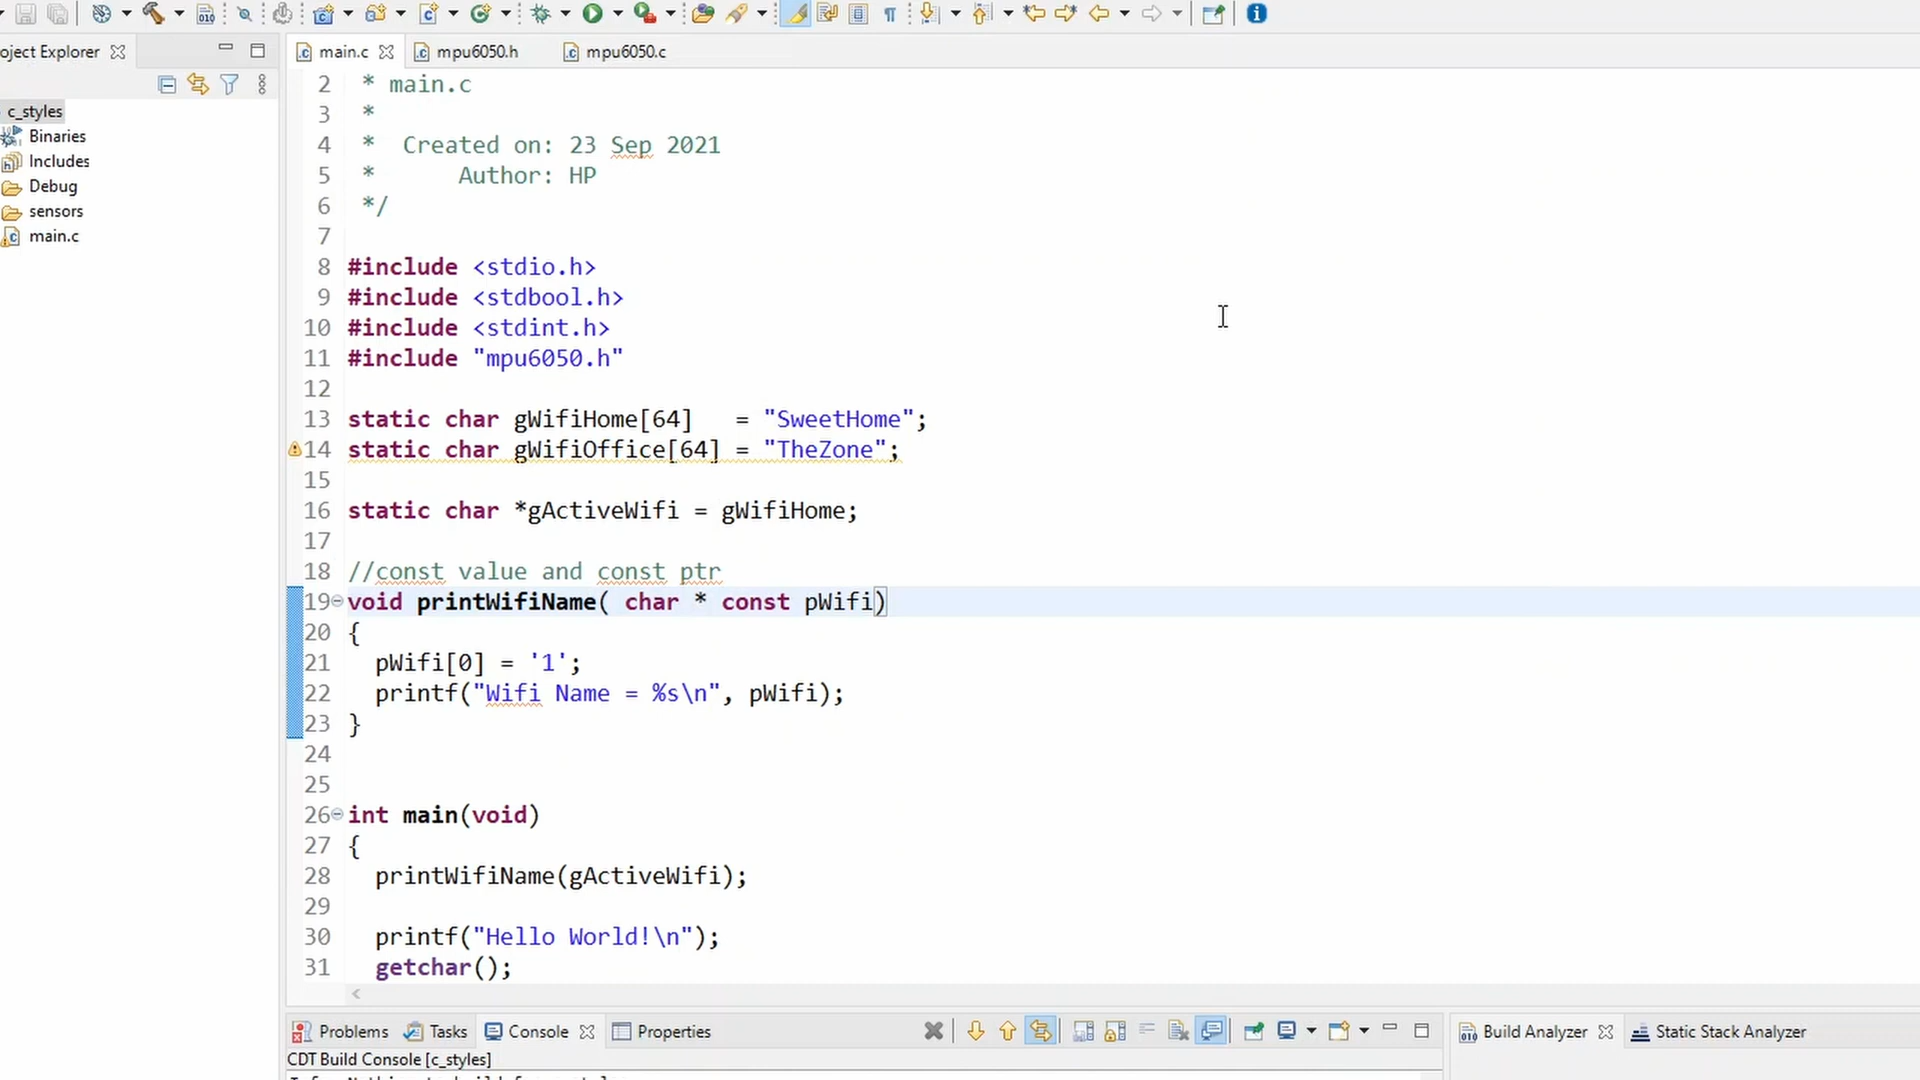 oject Explorer
main.c
mpu6050.h
mpu6050.c
c_styles
Binaries
Includes
Debug
sensors
main.c
2 * main.c
3 *
4 * Created on: 23 Sep 2021
5 * Author: HP
6 */
7
8 #include <stdio.h>
9 #include <stdbool.h>
10 #include <stdint.h>
11 #include "mpu6050.h"
12
13 static char gWifiHome[64] = "SweetHome";
14 static char gWifiOffice[64] = "TheZone";
15
16 static char *gActiveWifi = gWifiHome;
17
18 //const value and const ptr
19 void printWifiName( char * const pWifi)
20 {
21 pWifi[0] = '1';
22 printf("Wifi Name = %s\n", pWifi);
23 }
24
25
26 int main(void)
27 {
28 printWifiName(gActiveWifi);
29
30 printf("Hello World!\n");
31 getchar();
Problems
Tasks
Console
Properties
Build Analyzer
Static Stack Analyzer
CDT Build Console [c_styles]